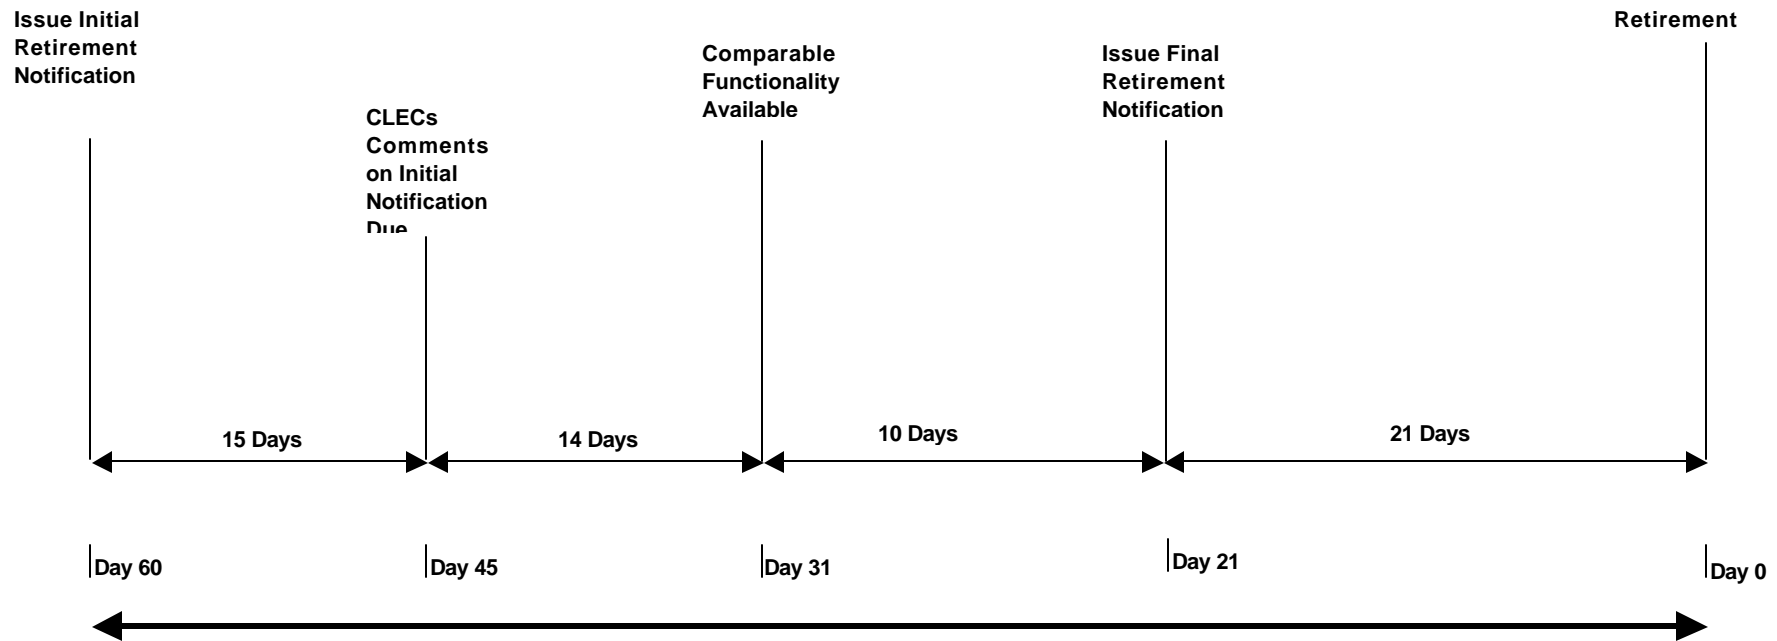 Issue Initial
Retirement
Notification
CLECs
Comments
on Initial
Notification
Due
Comparable
Functionality
Available
Issue Final
Retirement
Notification
Retirement
15 Days
14 Days
10 Days
21 Days
Day 60
Day 45
Day 31
Day 21
Day 0